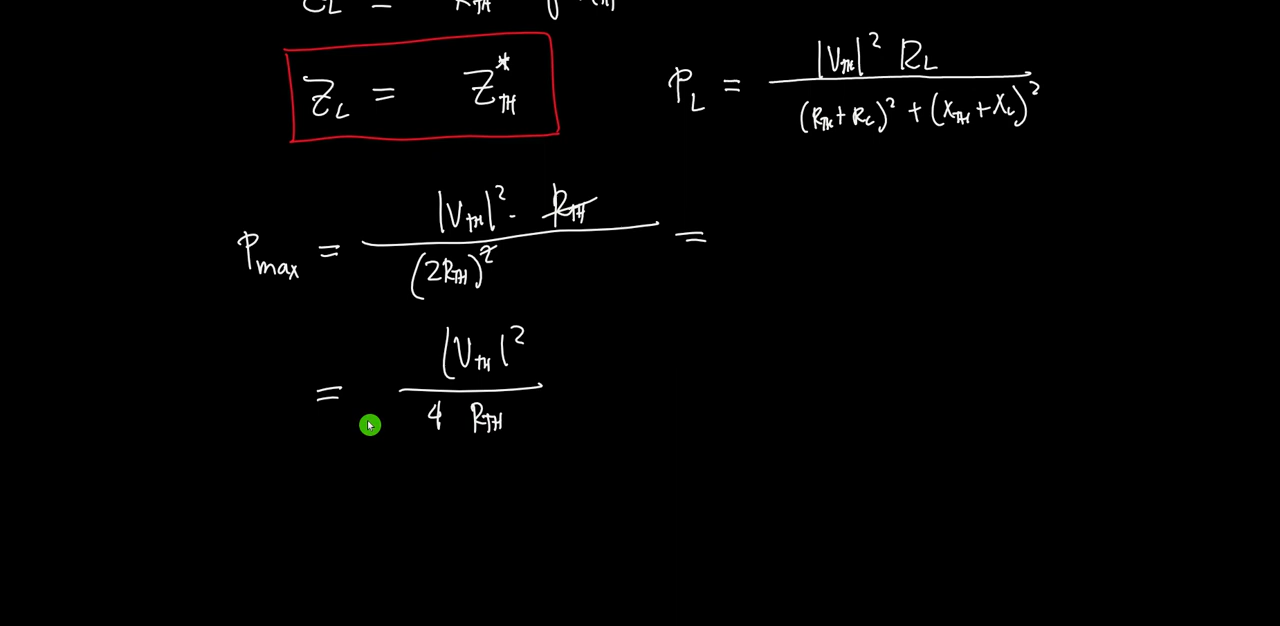 Z_L = Z_TH^*
P_L = |V_TH|^2 R_L / (R_TH + R_L)^2 + (X_TH + X_L)^2
P_max = |V_TH|^2 · R_TH / (2R_TH)^2 =
= |V_TH|^2 / 4 R_TH